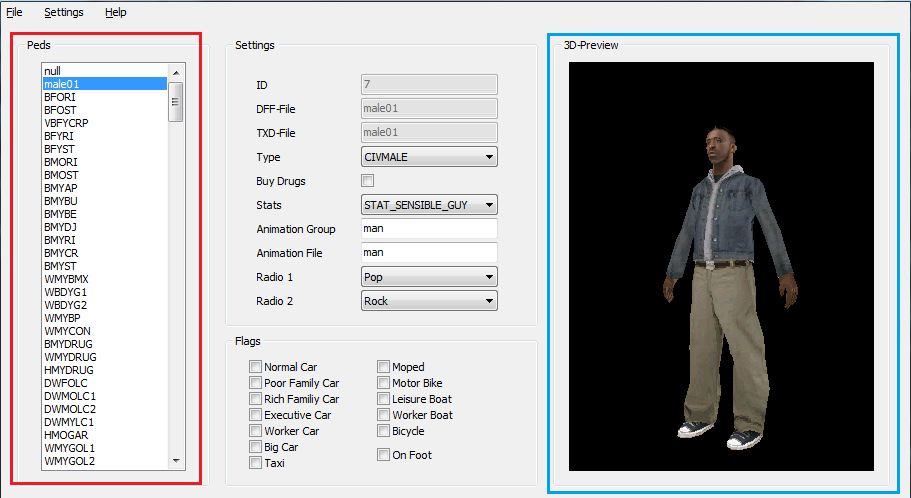 File Settings Help
Peds
null
male01
BFORI
BFOST
VBFYCRP
BFYRI
BFYST
BMORI
BMOST
BMYAP
BMYBU
BMYBE
BMYDJ
BMYRI
BMYCR
BMYST
WMYBMX
WBDYG1
WBDYG2
WMYBP
WMYCON
BMYDRUG
WMYDRUG
HMYDRUG
DWFOLC
DWMOLC1
DWMOLC2
DWMYLC1
HMOGAR
WMYGOL1
WMYGOL2
Settings
ID 7
DFF-File male01
TXD-File male01
Type CIVMALE
Buy Drugs
Stats STAT_SENSIBLE_GUY
Animation Group man
Animation File man
Radio 1 Pop
Radio 2 Rock
Flags
Normal Car Moped
Poor Family Car Motor Bike
Rich Familiy Car Leisure Boat
Executive Car Worker Boat
Worker Car Bicycle
Big Car
On Foot
Taxi
3D-Preview